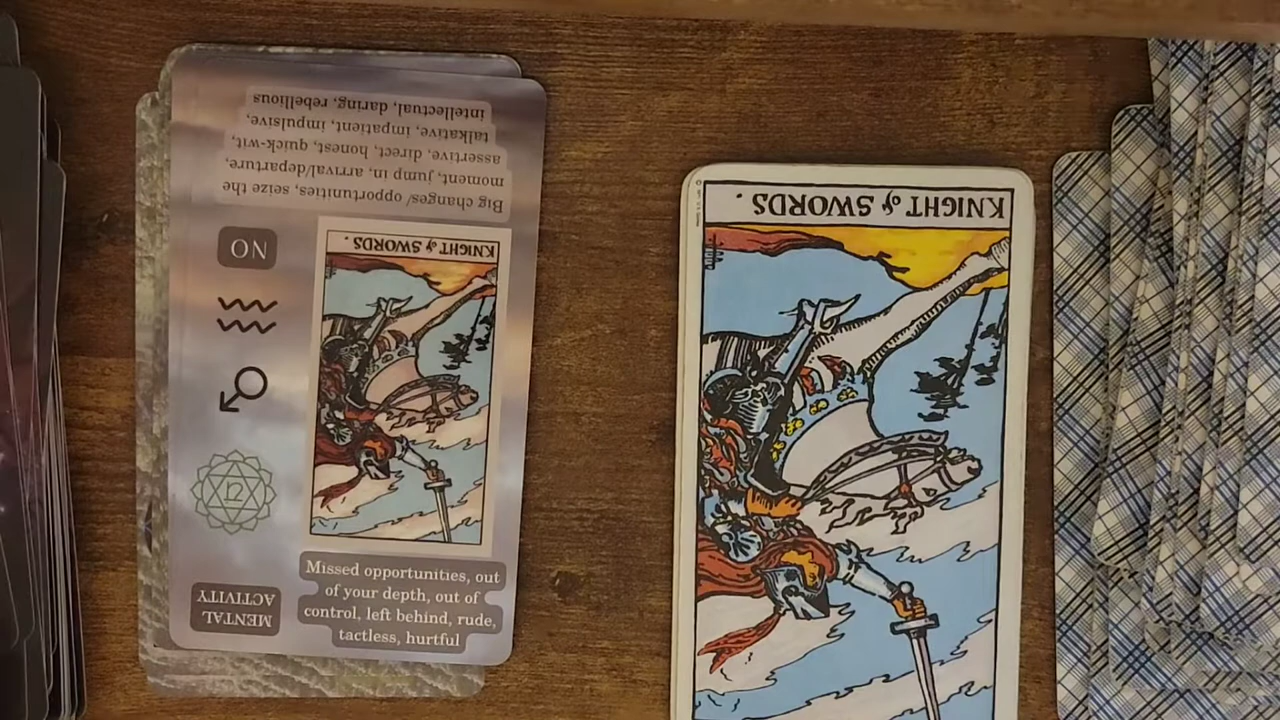 Big changes/ opportunities, seize the
moment, jump in, arrival/departure,
assertive, direct, honest, quick-wit,
talkative, impatient, impulsive,
intellectual, daring, rebellious
NO
KNIGHT of SWORDS.
12
MENTAL
ACTIVITY
Missed opportunities, out
of your depth, out of
control, left behind, rude,
tactless, hurtful
KNIGHT of SWORDS.